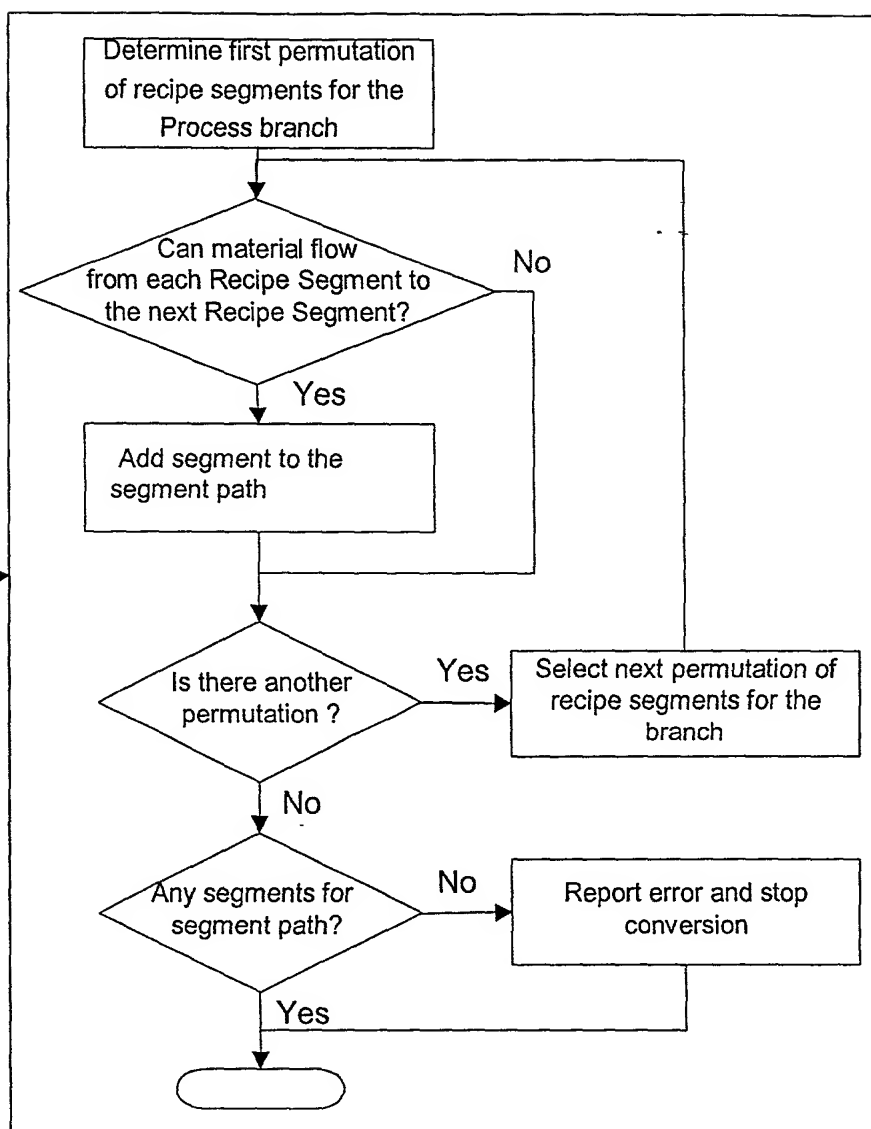 Determine first permutation
of recipe segments for the
Process branch
Can material flow
from each Recipe Segment to
the next Recipe Segment?
No
Yes
Add segment to the
segment path
Is there another
permutation ?
Yes
Select next permutation of
recipe segments for the
branch
No
Any segments for
segment path?
No
Report error and stop
conversion
Yes